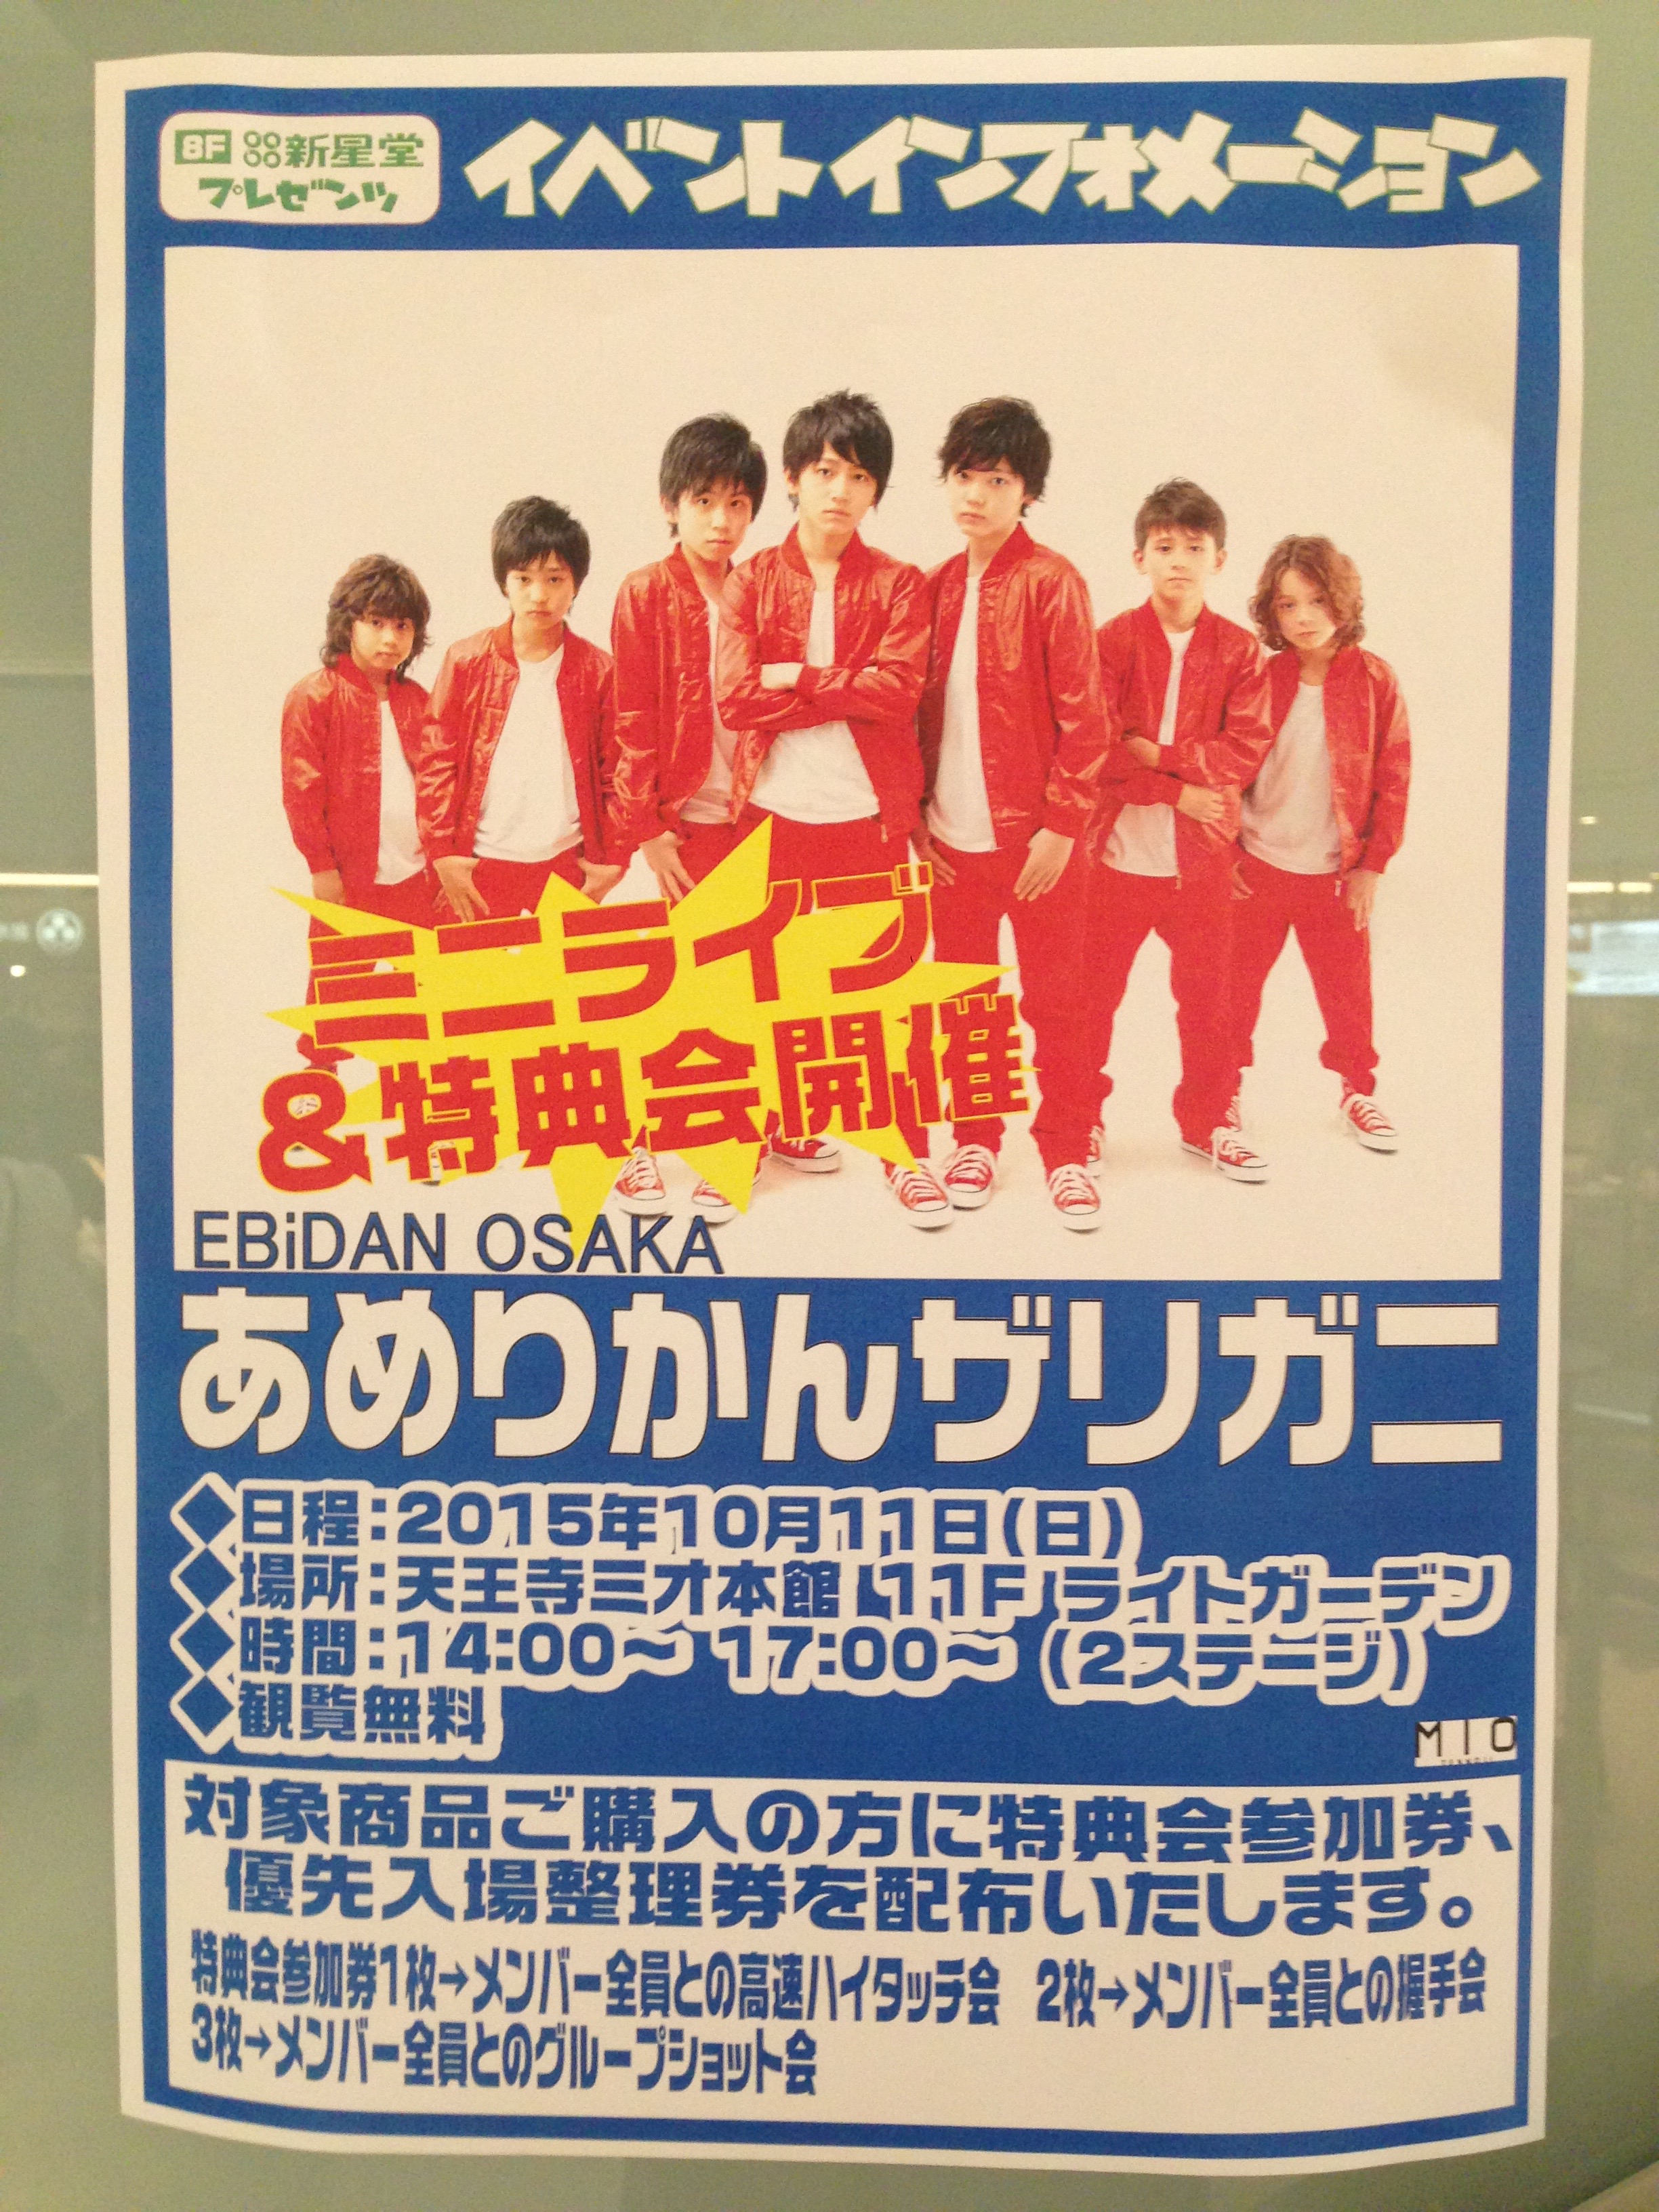 8F 新星堂
プレゼンツ
イベントインフォメーション
ミニライブ
&特典会開催
EBiDAN OSAKA
あめりかんザリガニ
◆日程:2015年10月11日(日)
◆場所:天王寺ミオ本館 11F ライトガーデン
◆時間:14:00~ 17:00~ (2ステージ)
◆観覧無料
MIO
対象商品ご購入の方に特典会参加券、
優先入場整理券を配布いたします。
特典会参加券1枚→メンバー全員との高速ハイタッチ会 2枚→メンバー全員との握手会
3枚→メンバー全員とのグループショット会